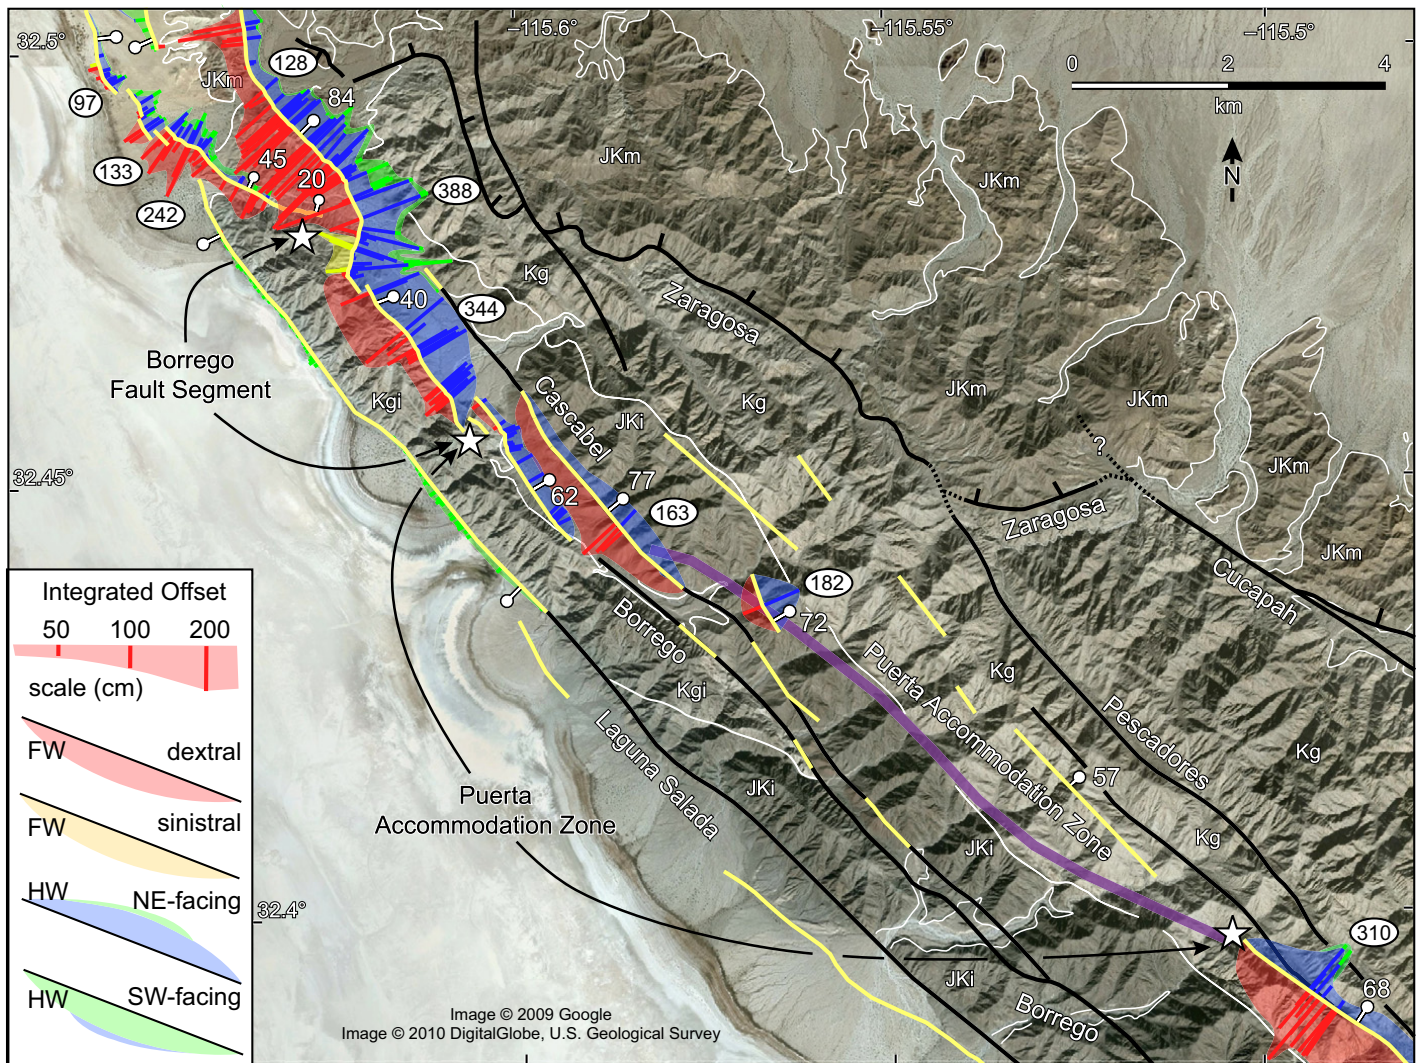 32.5°
–115.6°
–115.55°
–115.5°
0
2
4
km
N
JKm
128
84
97
133
45
20
242
388
JKm
JKm
Kg
40
344
Zaragosa
Borrego
Fault Segment
Kgi
Cascabel
JKi
Kg
JKm
JKm
JKm
?
32.45°
62
77
163
Zaragosa
JKm
Cucapah
182
72
Borrego
Kgi
Puerta Accommodation Zone
Kg
Pescadores
Kg
Laguna Salada
JKi
57
Kg
Puerta
Accommodation Zone
JKi
32.4°
310
68
JKi
Borrego
Integrated Offset
50
100
200
scale (cm)
FW
dextral
FW
sinistral
HW
NE-facing
HW
SW-facing
Image © 2009 Google
Image © 2010 DigitalGlobe, U.S. Geological Survey